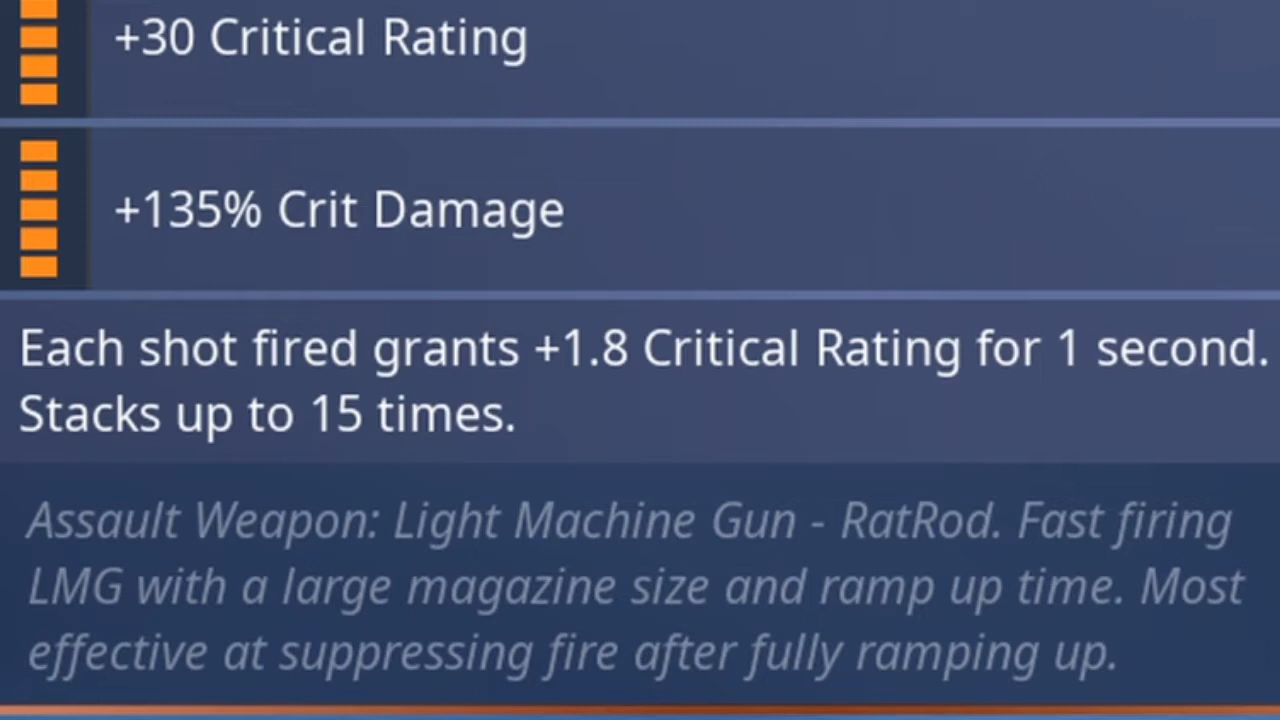 +30 Critical Rating
+135% Crit Damage
Each shot fired grants +1.8 Critical Rating for 1 second.
Stacks up to 15 times.
Assault Weapon: Light Machine Gun - RatRod. Fast firing
LMG with a large magazine size and ramp up time. Most
effective at suppressing fire after fully ramping up.